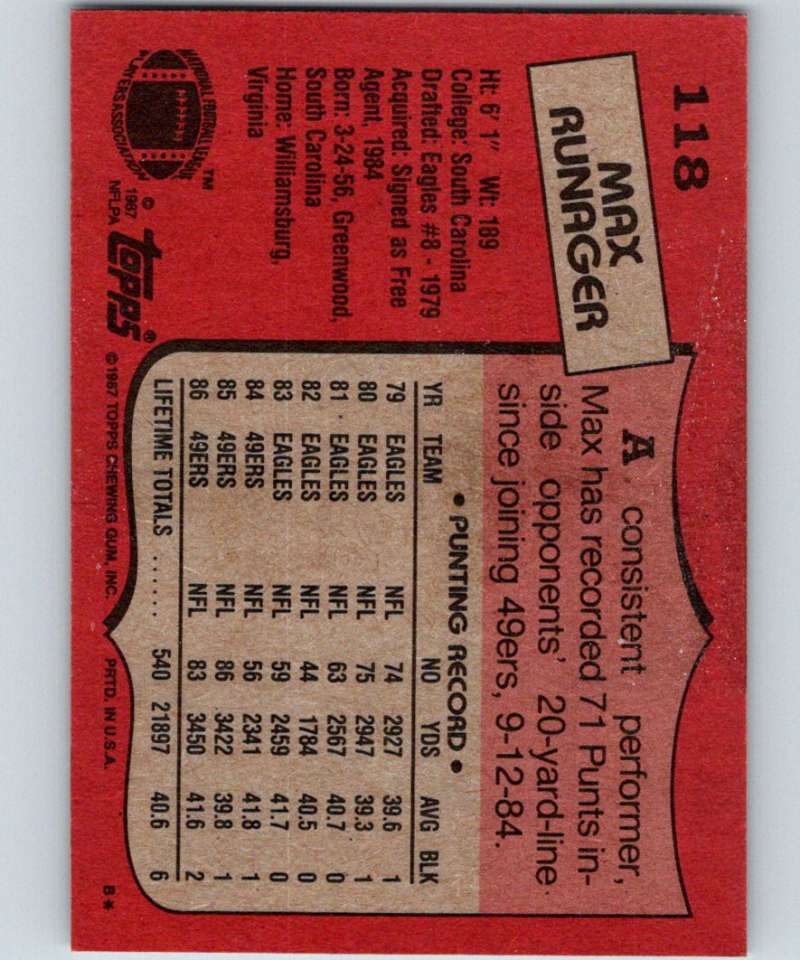 118
MAX
RUNAGER
Ht: 6' 1" Wt: 189
College: South Carolina
Drafted: Eagles #8 - 1979
Acquired: Signed as Free
Agent, 1984
Born: 3-24-56, Greenwood,
South Carolina
Home: Williamsburg,
Virginia
NATIONAL FOOTBALL LEAGUE
PLAYERS ASSOCIATION
™
© 1987
NFLPA
topps®
© 1987 TOPPS CHEWING GUM, INC. PRTD. IN U.S.A.
B*
A consistent performer,
Max has recorded 71 Punts in-
side opponents' 20-yard-line
since joining 49ers, 9-12-84.
• PUNTING RECORD •
YR TEAM NO YDS AVG BLK
79 EAGLES NFL 74 2927 39.6 1
80 EAGLES NFL 75 2947 39.3 1
81 EAGLES NFL 63 2567 40.7 0
82 EAGLES NFL 44 1784 40.5 0
83 EAGLES NFL 59 2459 41.7 0
84 49ERS NFL 56 2341 41.8 1
85 49ERS NFL 86 3422 39.8 1
86 49ERS NFL 83 3450 41.6 2
LIFETIME TOTALS ...... 540 21897 40.6 6